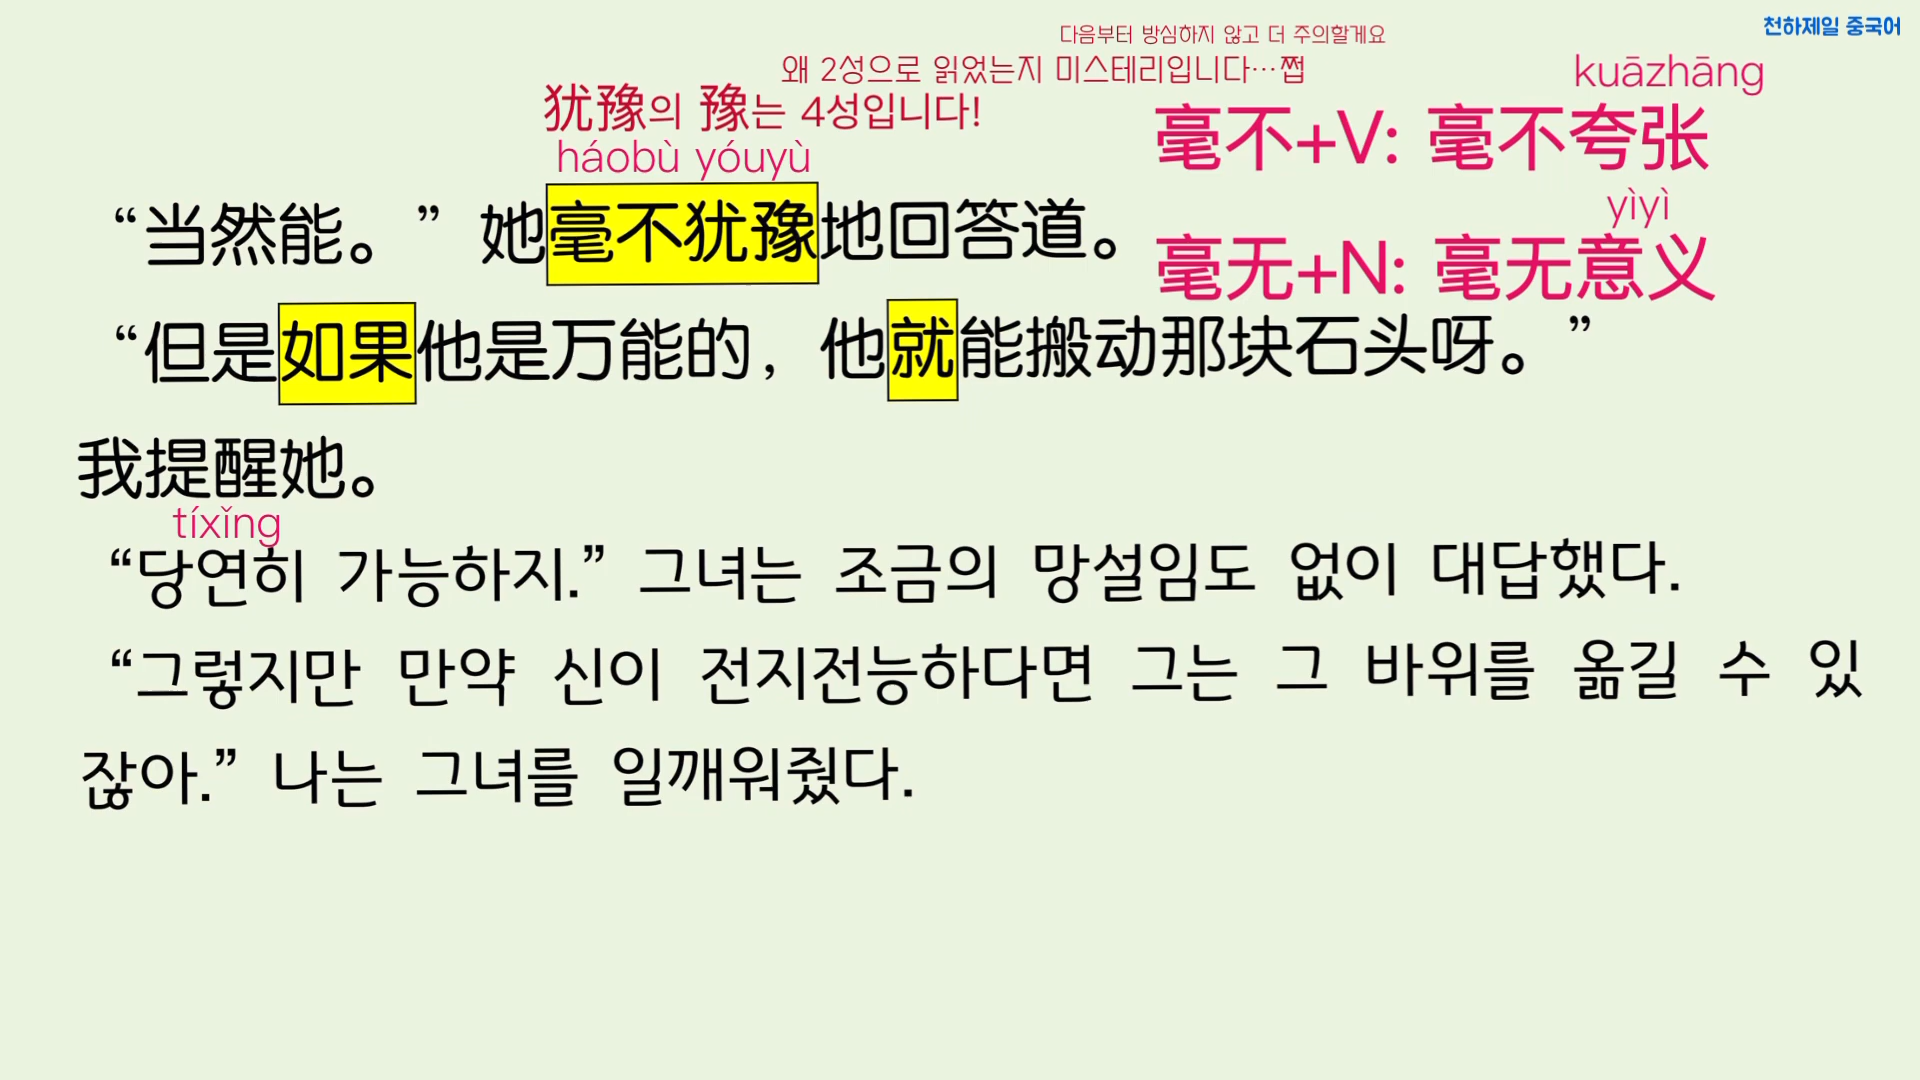 천하제일 중국어
다음부터 방심하지 않고 더 주의할게요
왜 2성으로 읽었는지 미스테리입니다…쩝
犹豫의 豫는 4성입니다!
háobù yóuyù
kuāzhāng
毫不+V: 毫不夸张
yìyì
毫无+N: 毫无意义
“当然能。” 她毫不犹豫地回答道。
“但是如果他是万能的，他就能搬动那块石头呀。”
我提醒她。
tíxǐng
“당연히 가능하지.” 그녀는 조금의 망설임도 없이 대답했다.
“그렇지만 만약 신이 전지전능하다면 그는 그 바위를 옮길 수 있
잖아.” 나는 그녀를 일깨워줬다.